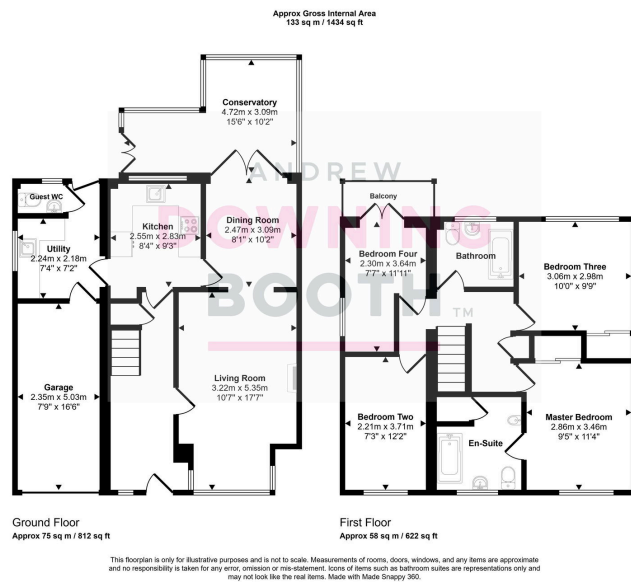 Approx Gross Internal Area
133 sq m / 1434 sq ft
Conservatory
4.72m x 3.09m
15'6" x 10'2"
ANDREW
DOWNING
BOOTH™
Guest WC
Utility
2.24m x 2.18m
7'4" x 7'2"
Kitchen
2.55m x 2.83m
8'4" x 9'3"
Dining Room
2.47m x 3.09m
8'1" x 10'2"
Garage
2.35m x 5.03m
7'9" x 16'6"
Living Room
3.22m x 5.35m
10'7" x 17'7"
Balcony
Bedroom Four
2.30m x 3.64m
7'7" x 11'11"
Bathroom
Bedroom Three
3.06m x 2.98m
10'0" x 9'9"
Bedroom Two
2.21m x 3.71m
7'3" x 12'2"
En-Suite
Master Bedroom
2.86m x 3.46m
9'5" x 11'4"
Ground Floor
Approx 75 sq m / 812 sq ft
First Floor
Approx 58 sq m / 622 sq ft
This floorplan is only for illustrative purposes and is not to scale. Measurements of rooms, doors, windows, and any items are approximate
and no responsibility is taken for any error, omission or mis-statement. Icons of items such as bathroom suites are representations only and
may not look like the real items. Made with Made Snappy 360.